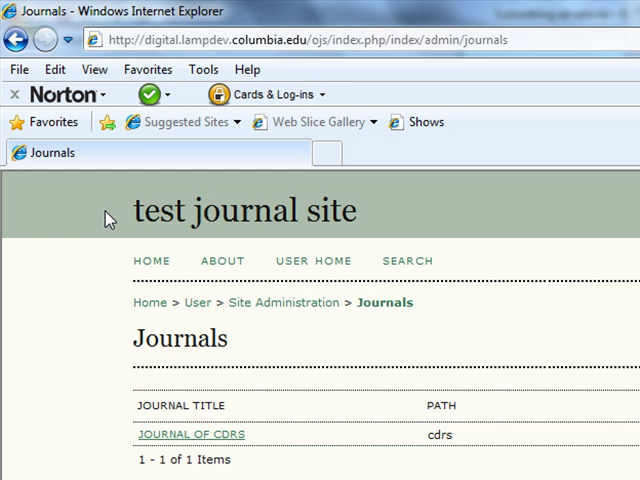 Journals - Windows Internet Explorer
http://digital.lampdev.columbia.edu/ojs/index.php/index/admin/journals
File Edit View Favorites Tools Help
x Norton Cards & Log-ins
Favorites Suggested Sites Web Slice Gallery Shows
Journals
test journal site
HOME ABOUT USER HOME SEARCH
Home > User > Site Administration > Journals
Journals
JOURNAL TITLE PATH
JOURNAL OF CDRS cdrs
1 - 1 of 1 Items